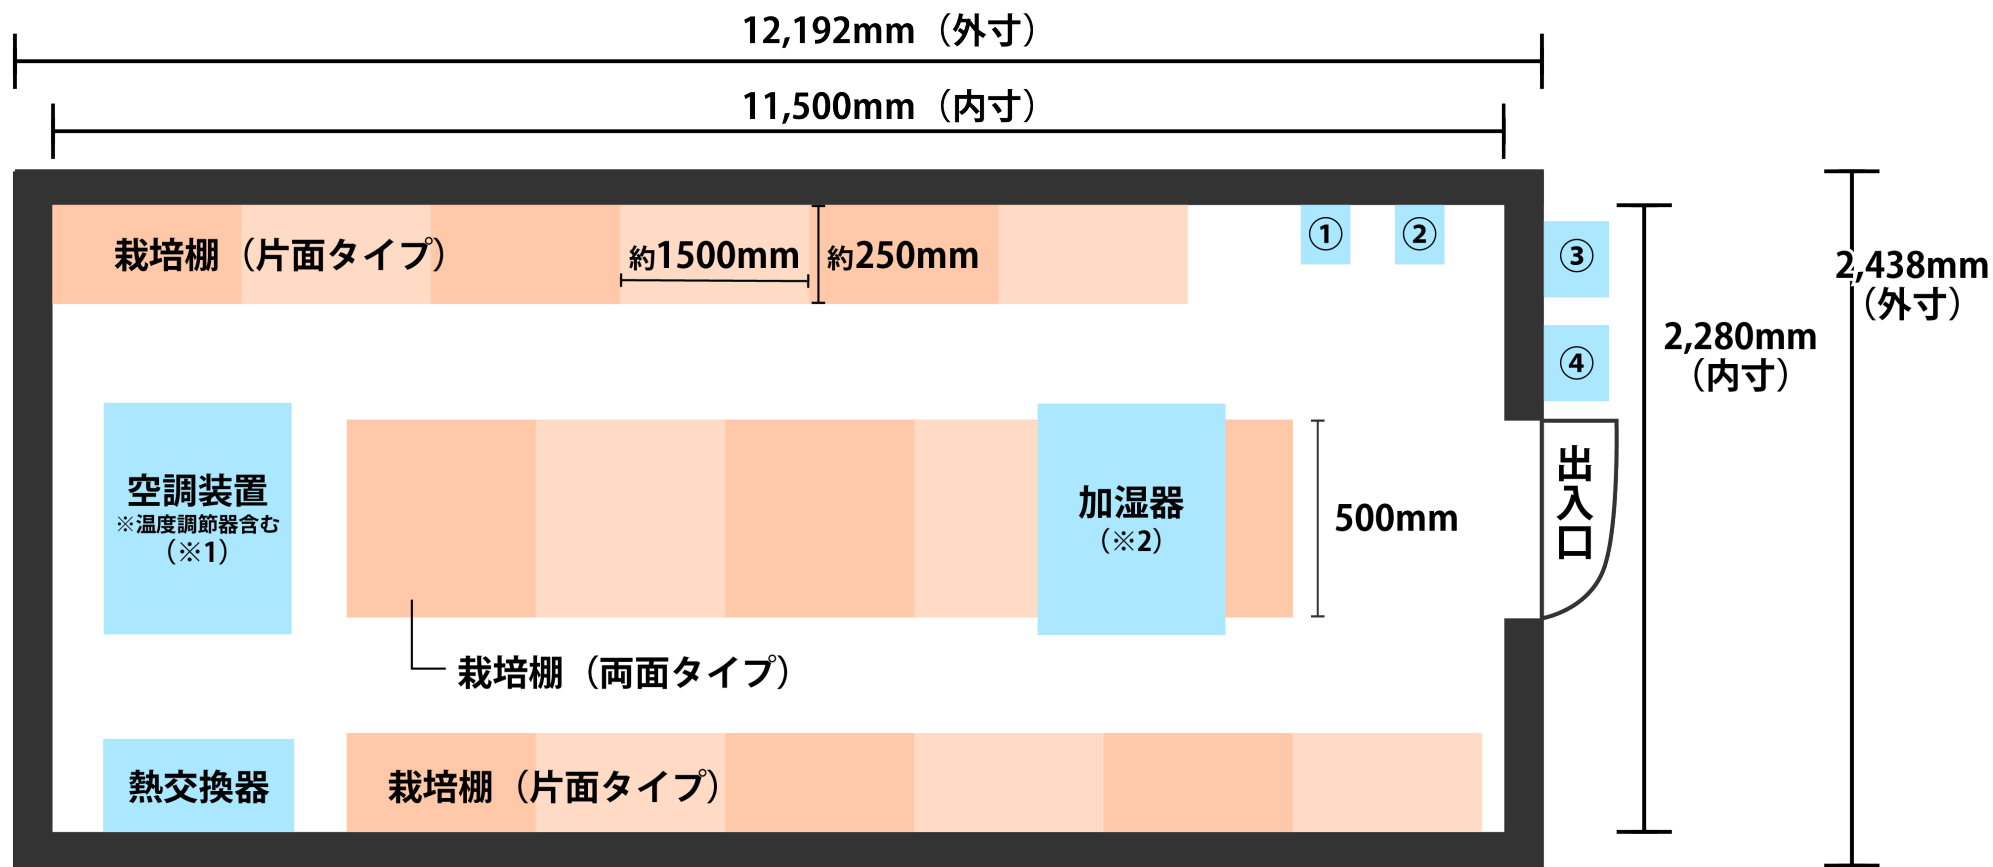 12,192mm（外寸）
11,500mm（内寸）
栽培棚（片面タイプ）
約1500mm
約250mm
①
②
③
④
2,438mm
（外寸）
2,280mm
（内寸）
空調装置
※温度調節器含む
（※1）
加湿器
（※2）
500mm
出入口
栽培棚（両面タイプ）
熱交換器
栽培棚（片面タイプ）